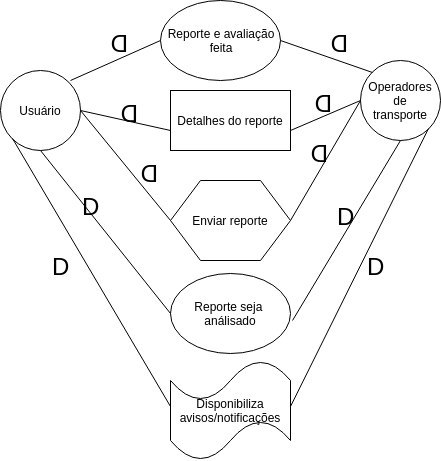 Reporte e avaliação
feita
D
D
Usuário
Operadores
de
transporte
D
D
Detalhes do reporte
D
D
Enviar reporte
D
D
D
D
Reporte seja
análisado
Disponibiliza
avisos/notificações